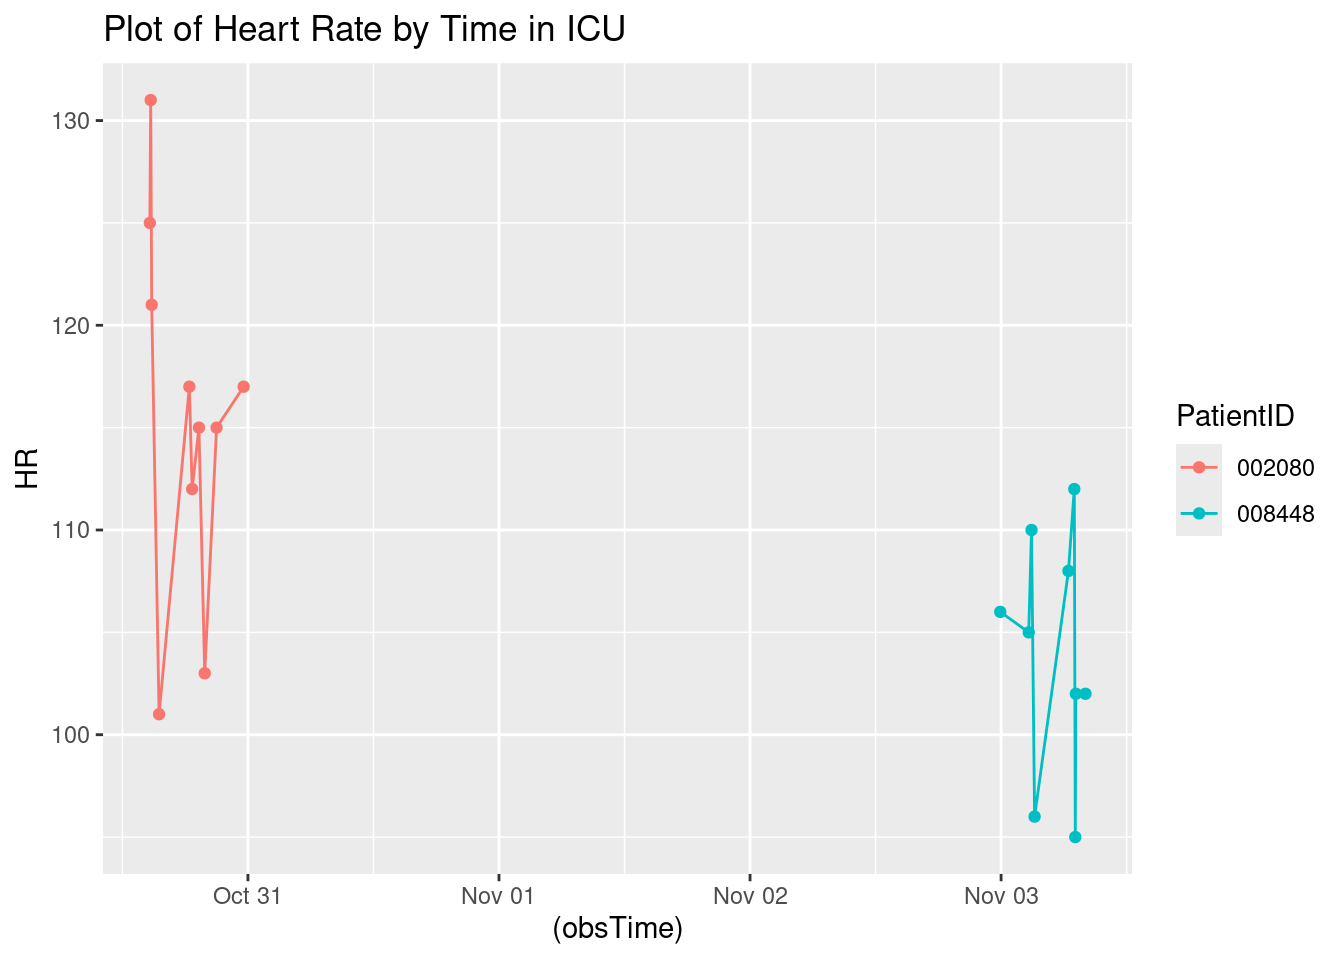 Plot of Heart Rate by Time in ICU
130
120
110
100
HR
Oct 31
Nov 01
Nov 02
Nov 03
(obsTime)
PatientID
002080
008448